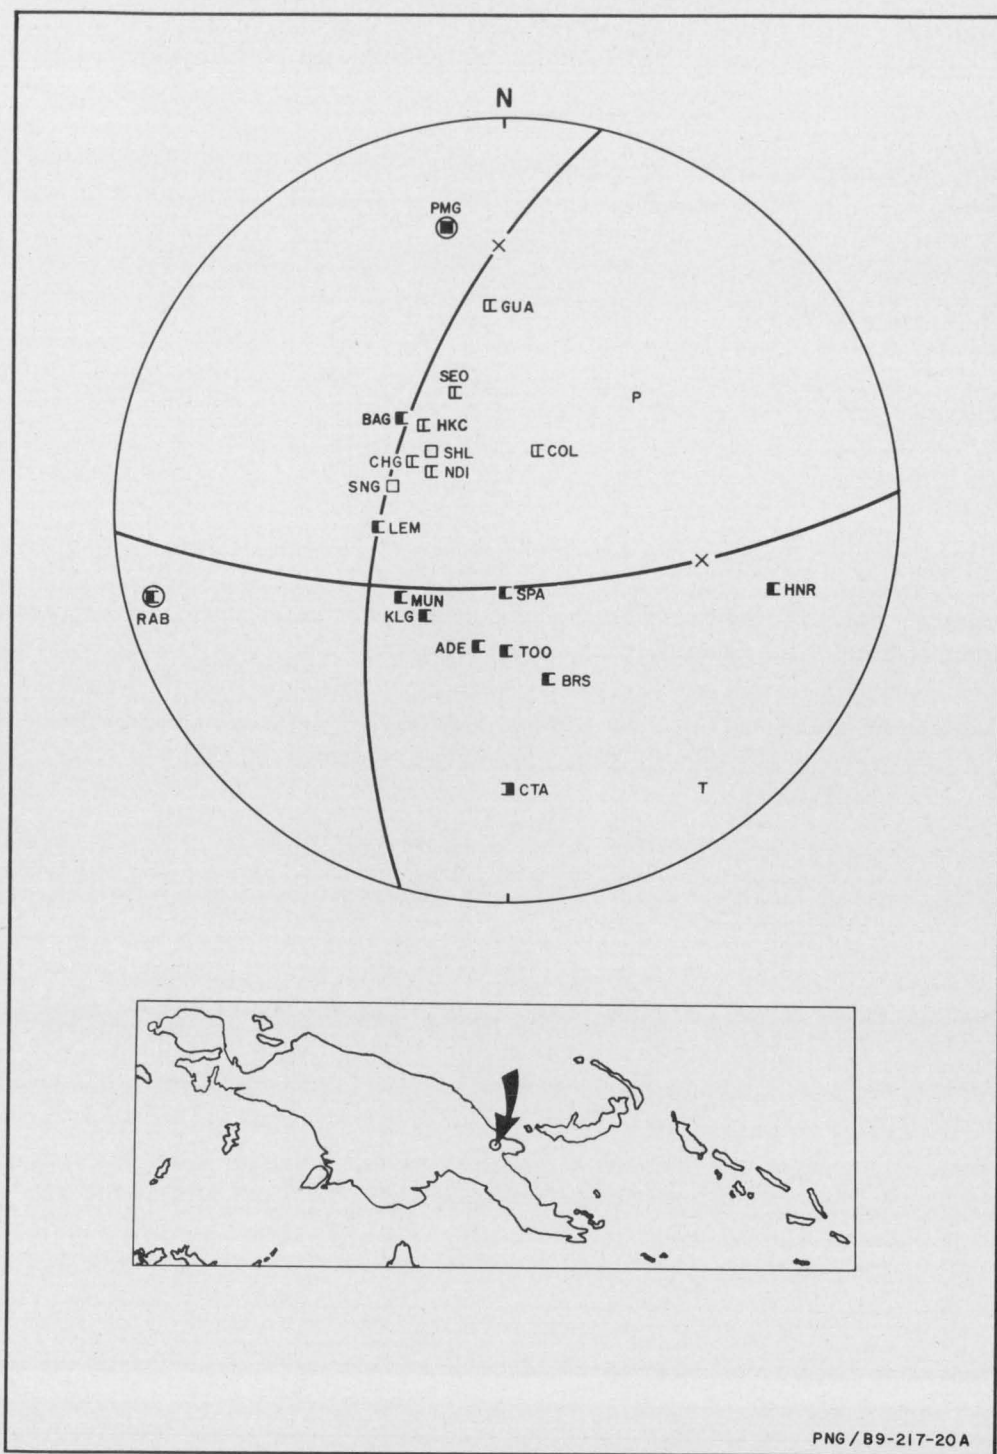 N
PMG
GUA
SEO
P
BAG
HKC
SHL
COL
CHG
NDI
SNG
LEM
RAB
MUN
SPA
HNR
KLG
ADE
TOO
BRS
CTA
T
PNG/B9-217-20A